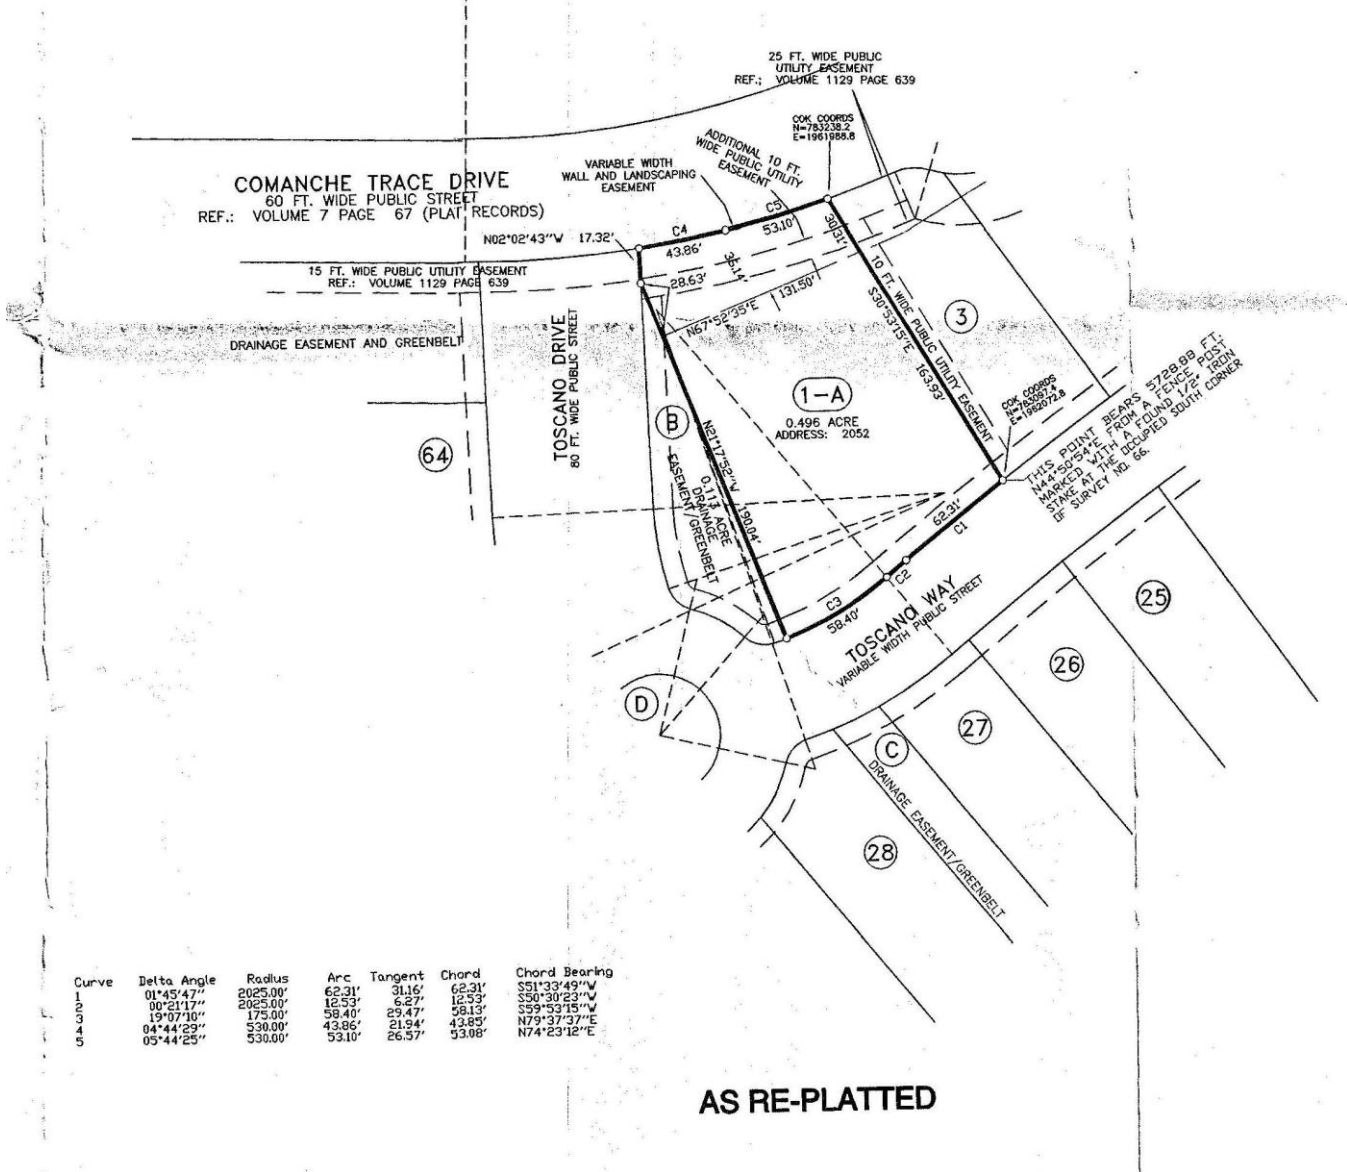 25 FT. WIDE PUBLIC
UTILITY EASEMENT
REF.: VOLUME 1129 PAGE 639
COK COORDS
N=783238.2
E=1961988.8
ADDITIONAL 10 FT.
WIDE PUBLIC UTILITY
EASEMENT
VARIABLE WIDTH
WALL AND LANDSCAPING
EASEMENT
COMANCHE TRACE DRIVE
60 FT. WIDE PUBLIC STREET
REF.: VOLUME 7 PAGE 67 (PLAT RECORDS)
N02°02'43"W 17.32'
C4
43.86'
C5
53.10'
30.31'
36.14'
28.63'
15 FT. WIDE PUBLIC UTILITY EASEMENT
REF.: VOLUME 1129 PAGE 639
N67°52'35"E 131.50'
10 FT. WIDE PUBLIC UTILITY EASEMENT
S30°53'15"E 163.93'
3
DRAINAGE EASEMENT AND GREENBELT
TOSCANO DRIVE
80 FT. WIDE PUBLIC STREET
1-A
0.496 ACRE
ADDRESS: 2052
COK COORDS
N=783097.4
E=1962072.8
THIS POINT BEARS 5728.98 FT.
N44°50'54"E FROM A FENCE POST
MARKED WITH A FOUND 1/2" IRON
STAKE AT THE OCCUPIED SOUTH CORNER
OF SURVEY NO. 66.
B
64
N21°17'52"W 190.04'
0.113 ACRE
DRAINAGE
EASEMENT/GREENBELT
62.31'
C1
C2
C3
58.40'
TOSCANO WAY
VARIABLE WIDTH PUBLIC STREET
25
26
27
D
C
DRAINAGE EASEMENT/GREENBELT
28
Curve Delta Angle Radius Arc Tangent Chord Chord Bearing
1 01°45'47" 2025.00' 62.31' 31.16' 62.31' S51°33'49"W
2 00°21'17" 2025.00' 12.53' 6.27' 12.53' S50°30'23"W
3 19°07'10" 175.00' 58.40' 29.47' 58.13' S59°53'15"W
4 04°44'29" 530.00' 43.86' 21.94' 43.85' N79°37'37"E
5 05°44'25" 530.00' 53.10' 26.57' 53.08' N74°23'12"E
AS RE-PLATTED